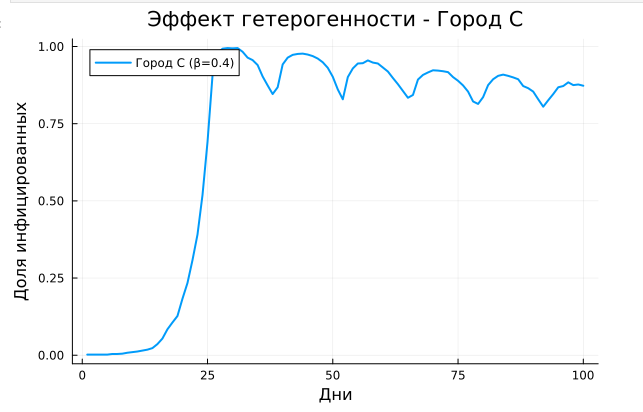 Эффект гетерогенности - Город C
Город C (β=0.4)
Доля инфицированных
1.00
0.75
0.50
0.25
0.00
0 25 50 75 100
Дни